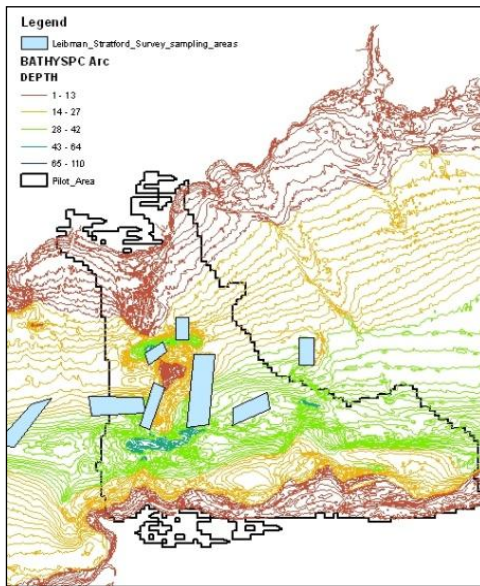 Legend
Leibman_Stratford_Survey_sampling_areas
BATHYSPC Arc
DEPTH
1 - 13
14 - 27
28 - 42
43 - 64
65 - 110
Pilot_Area